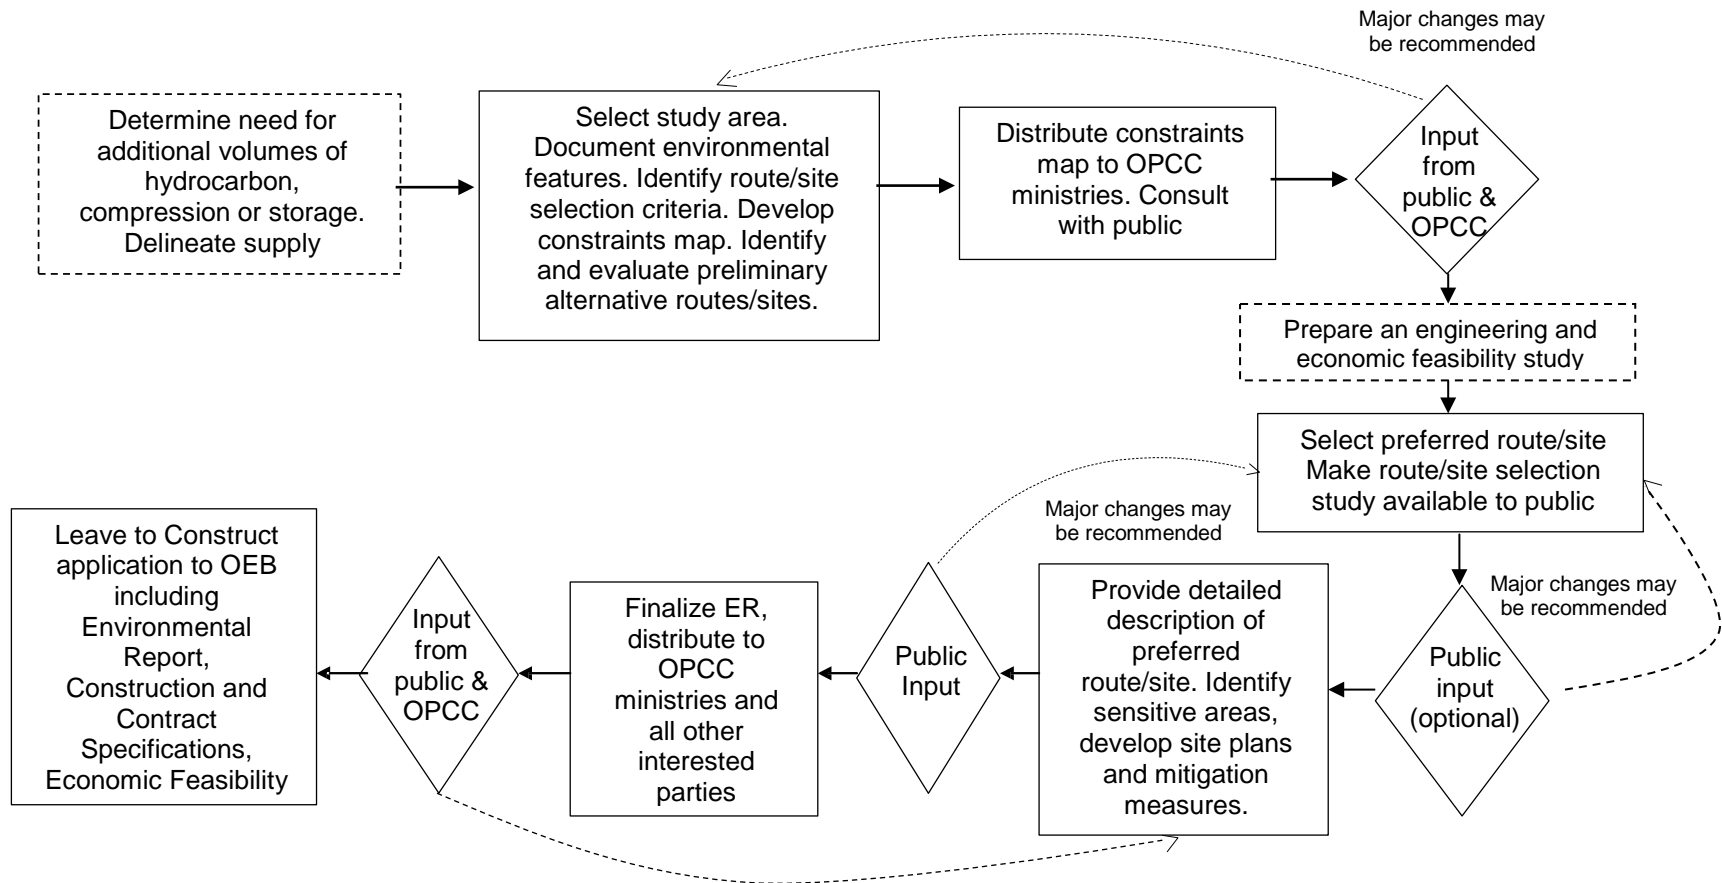 Major changes may
be recommended
Determine need for
additional volumes of
hydrocarbon,
compression or storage.
Delineate supply
Select study area.
Document environmental
features. Identify route/site
selection criteria. Develop
constraints map. Identify
and evaluate preliminary
alternative routes/sites.
Distribute constraints
map to OPCC
ministries. Consult
with public
Input
from
public &
OPCC
Prepare an engineering and
economic feasibility study
Select preferred route/site
Make route/site selection
study available to public
Major changes may
be recommended
Public
input
(optional)
Provide detailed
description of
preferred
route/site. Identify
sensitive areas,
develop site plans
and mitigation
measures.
Major changes may
be recommended
Public
Input
Finalize ER,
distribute to
OPCC
ministries and
all other
interested
parties
Input
from
public &
OPCC
Leave to Construct
application to OEB
including
Environmental
Report,
Construction and
Contract
Specifications,
Economic Feasibility